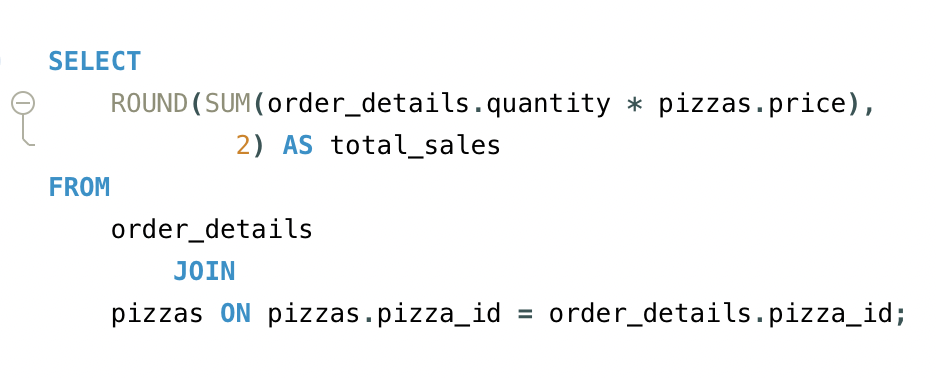 SELECT
ROUND(SUM(order_details.quantity * pizzas.price),
2) AS total_sales
FROM
order_details
JOIN
pizzas ON pizzas.pizza_id = order_details.pizza_id;